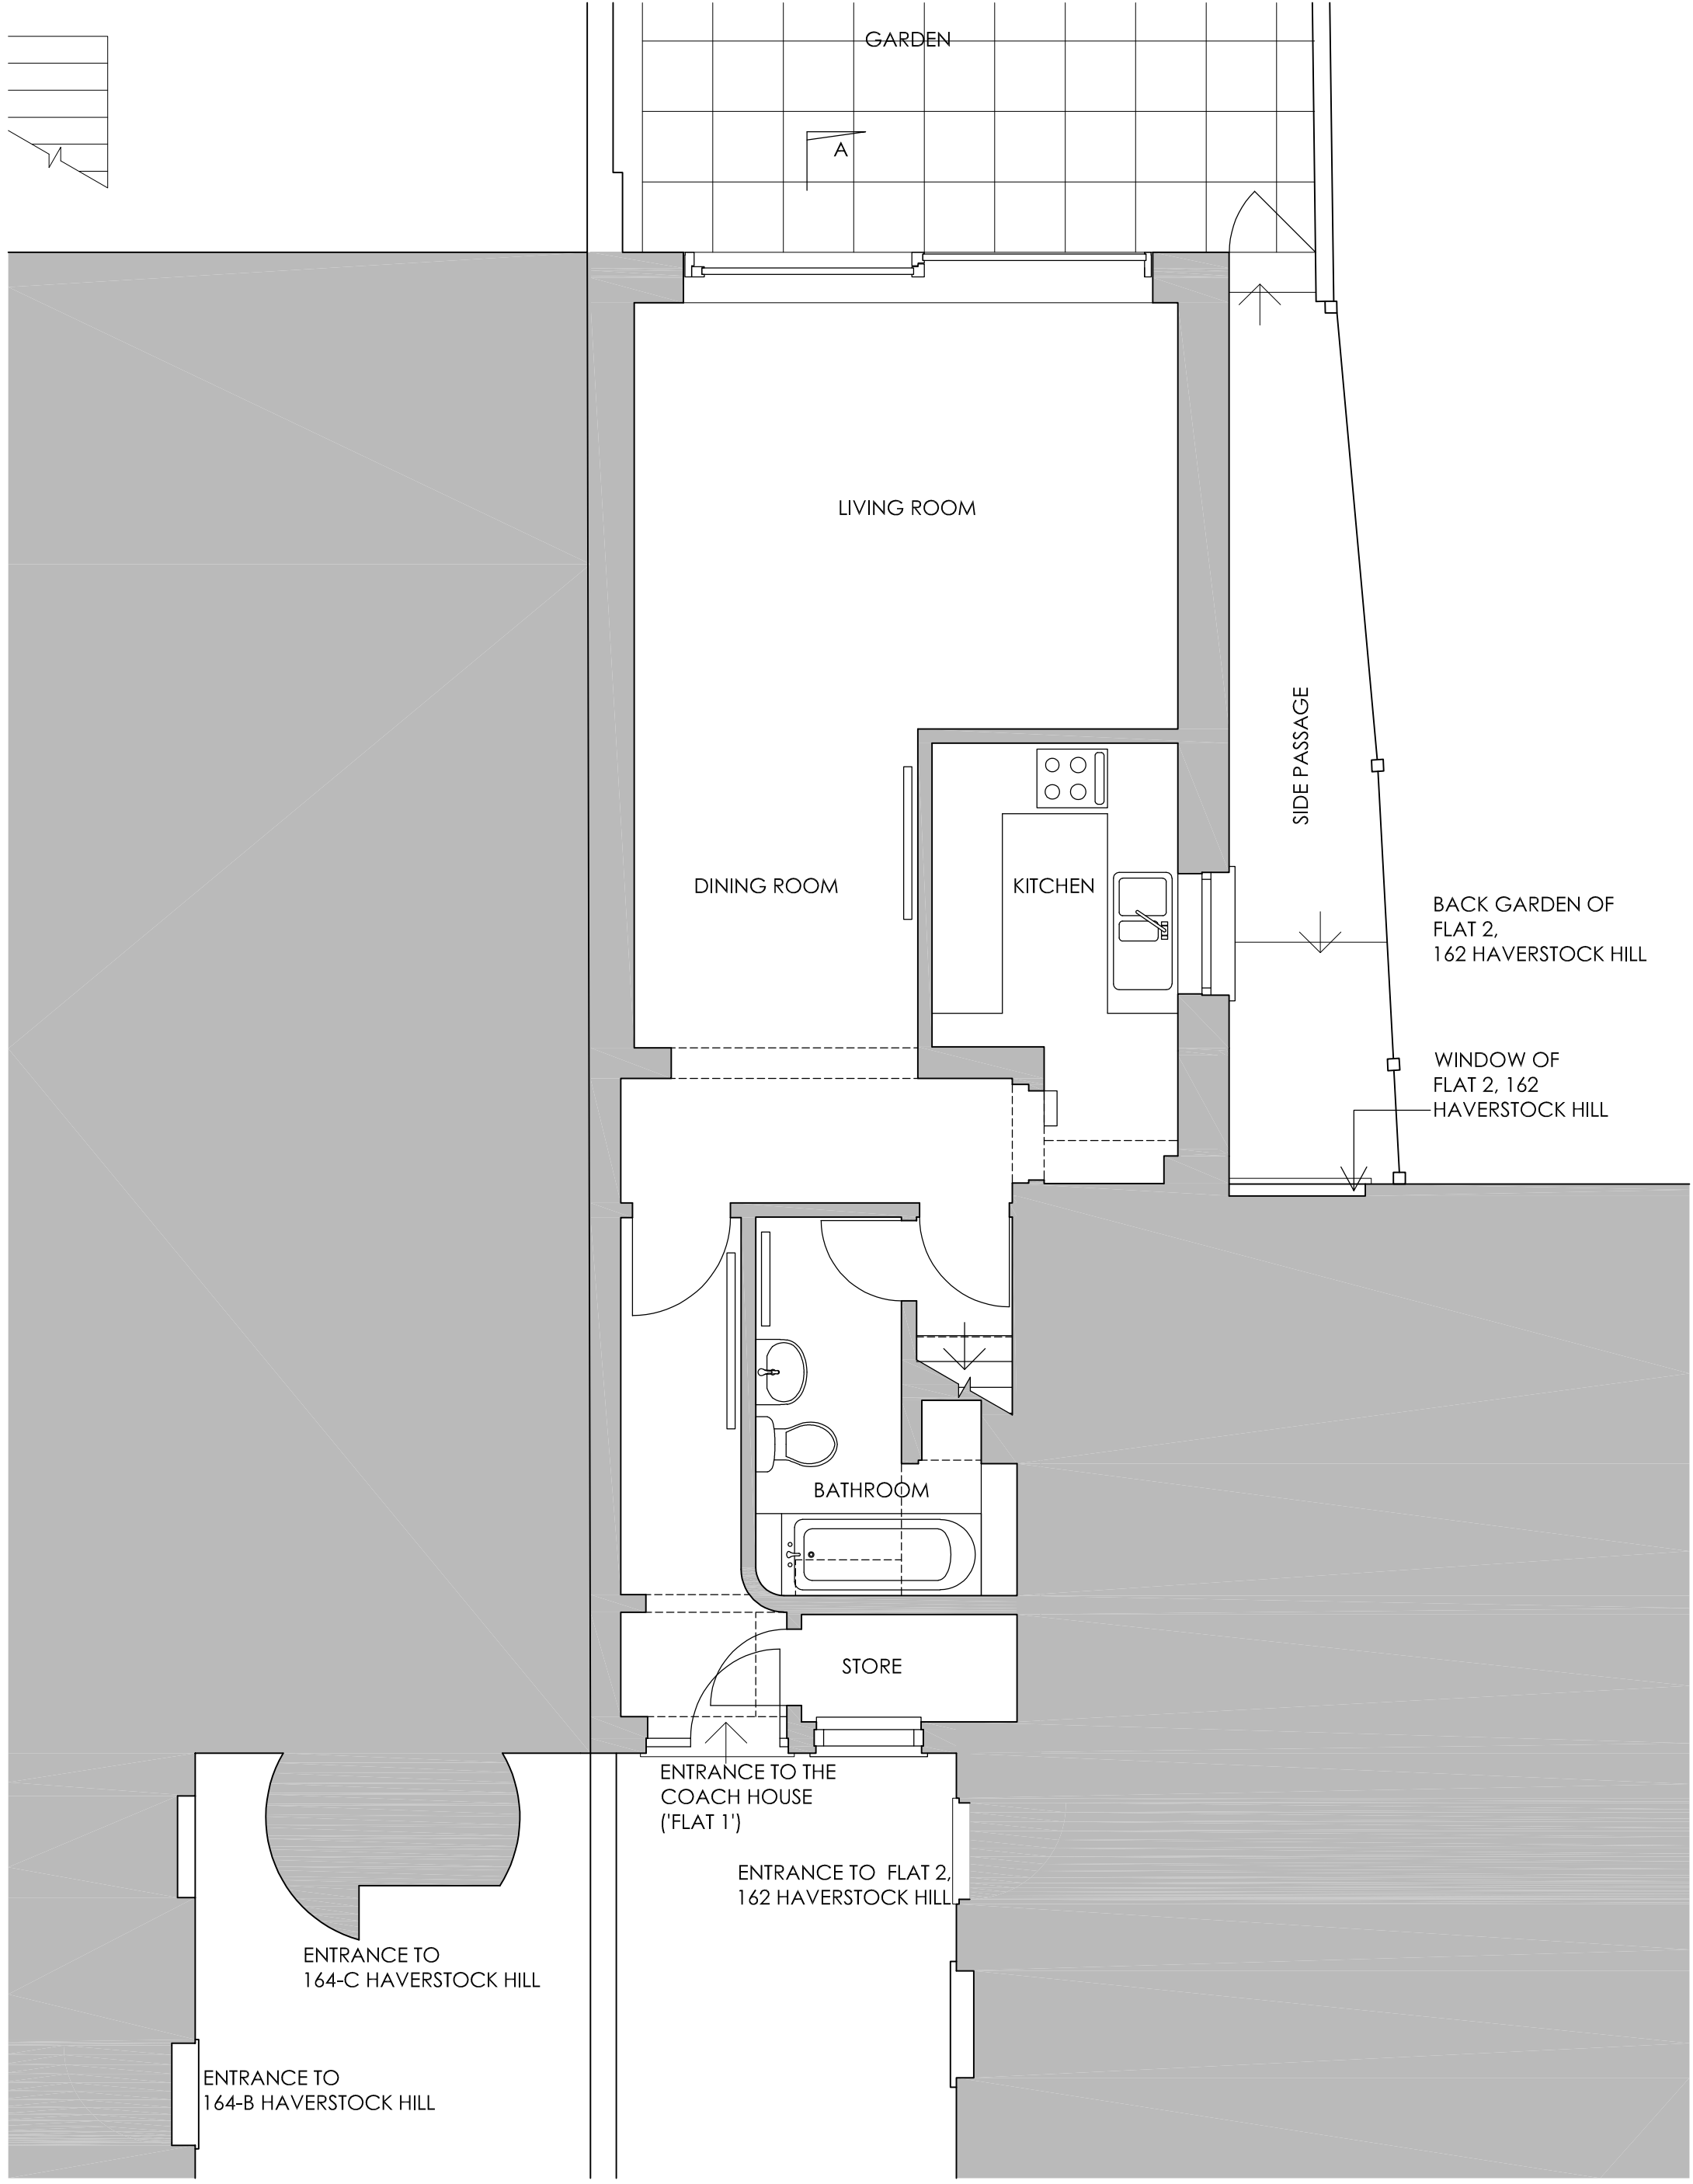 GARDEN
A
LIVING ROOM
SIDE PASSAGE
DINING ROOM
KITCHEN
BACK GARDEN OF
FLAT 2,
162 HAVERSTOCK HILL
WINDOW OF
FLAT 2, 162
HAVERSTOCK HILL
BATHROOM
STORE
ENTRANCE TO THE
COACH HOUSE
('FLAT 1')
ENTRANCE TO FLAT 2,
162 HAVERSTOCK HILL
ENTRANCE TO
164-C HAVERSTOCK HILL
ENTRANCE TO
164-B HAVERSTOCK HILL